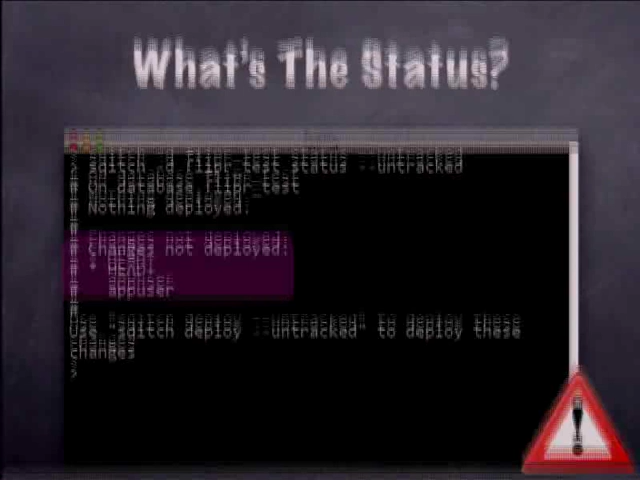 What's The Status?
> sqitch -d flipr_test status --untracked
# On database flipr_test
# Nothing deployed.
#
# Changes not deployed:
# * HEAD:
#     appuser
#
Use "sqitch deploy --untracked" to deploy these
changes
>